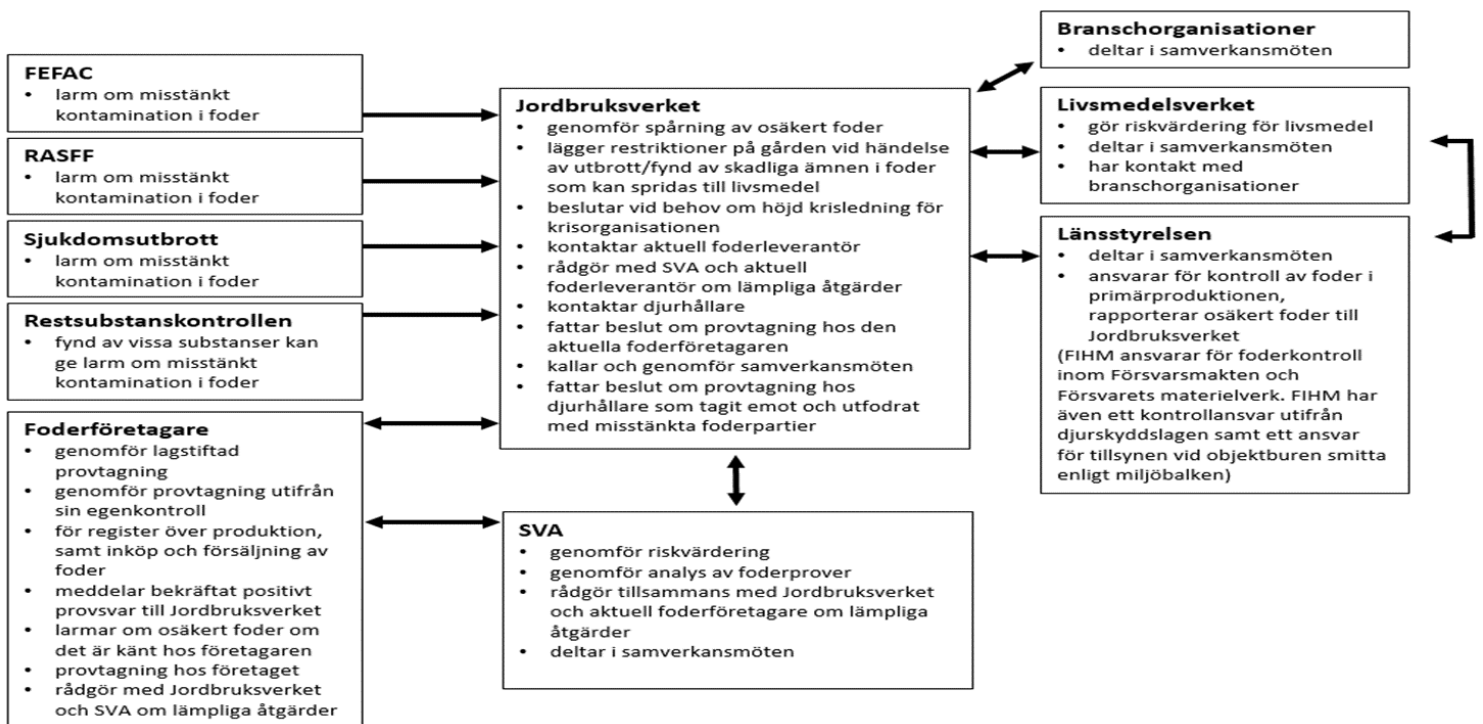 FEFAC
• larm om misstänkt
kontamination i foder
RASFF
• larm om misstänkt
kontamination i foder
Sjukdomsutbrott
• larm om misstänkt
kontamination i foder
Restsubstanskontrollen
• fynd av vissa substanser kan
ge larm om misstänkt
kontamination i foder
Foderföretagare
• genomför lagstiftad
provtagning
• genomför provtagning utifrån
sin egenkontroll
• för register över produktion,
samt inköp och försäljning av
foder
• meddelar bekräftat positivt
provsvar till Jordbruksverket
• larmar om osäkert foder om
det är känt hos företagaren
• provtagning hos företaget
• rådgör med Jordbruksverket
och SVA om lämpliga åtgärder
Jordbruksverket
• genomför spårning av osäkert foder
• lägger restriktioner på gården vid händelse
av utbrott/fynd av skadliga ämnen i foder
som kan spridas till livsmedel
• beslutar vid behov om höjd krisledning för
krisorganisationen
• kontaktar aktuell foderleverantör
• rådgör med SVA och aktuell
foderleverantör om lämpliga åtgärder
• kontaktar djurhållare
• fattar beslut om provtagning hos den
aktuella foderföretagaren
• kallar och genomför samverkansmöten
• fattar beslut om provtagning hos
djurhållare som tagit emot och utfodrat
med misstänkta foderpartier
SVA
• genomför riskvärdering
• genomför analys av foderprover
• rådgör tillsammans med Jordbruksverket
och aktuell foderföretagare om lämpliga
åtgärder
• deltar i samverkansmöten
Branschorganisationer
• deltar i samverkansmöten
Livsmedelsverket
• gör riskvärdering för livsmedel
• deltar i samverkansmöten
• har kontakt med
branschorganisationer
Länsstyrelsen
• deltar i samverkansmöten
• ansvarar för kontroll av foder i
primärproduktionen,
rapporterar osäkert foder till
Jordbruksverket
(FIHM ansvarar för foderkontroll
inom Försvarsmakten och
Försvarets materielverk. FIHM har
även ett kontrollansvar utifrån
djurskyddslagen samt ett ansvar
för tillsynen vid objektburen smitta
enligt miljöbalken)